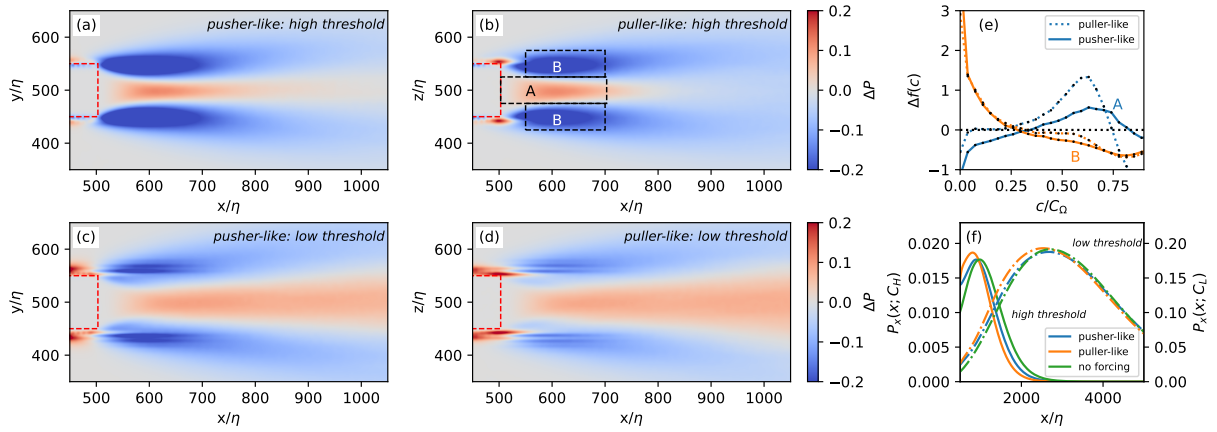 (a) pusher-like: high threshold
600
500
400
y/η
500 600 700 800 900 1000
x/η
(b) puller-like: high threshold
B
A
B
600
500
400
z/η
500 600 700 800 900 1000
x/η
0.2
0.1
0.0
−0.1
−0.2
ΔP
(e)
puller-like
pusher-like
A
B
3
2
1
0
−1
Δf(c)
0.00 0.25 0.50 0.75
c/C_Ω
(c) pusher-like: low threshold
600
500
400
y/η
500 600 700 800 900 1000
x/η
(d) puller-like: low threshold
600
500
400
z/η
500 600 700 800 900 1000
x/η
0.2
0.1
0.0
−0.1
−0.2
ΔP
(f)
low threshold
high threshold
pusher-like
puller-like
no forcing
0.020
0.015
0.010
0.005
0.000
P_X(x; C_H)
0.20
0.15
0.10
0.05
0.00
P_X(x; C_L)
2000 4000
x/η